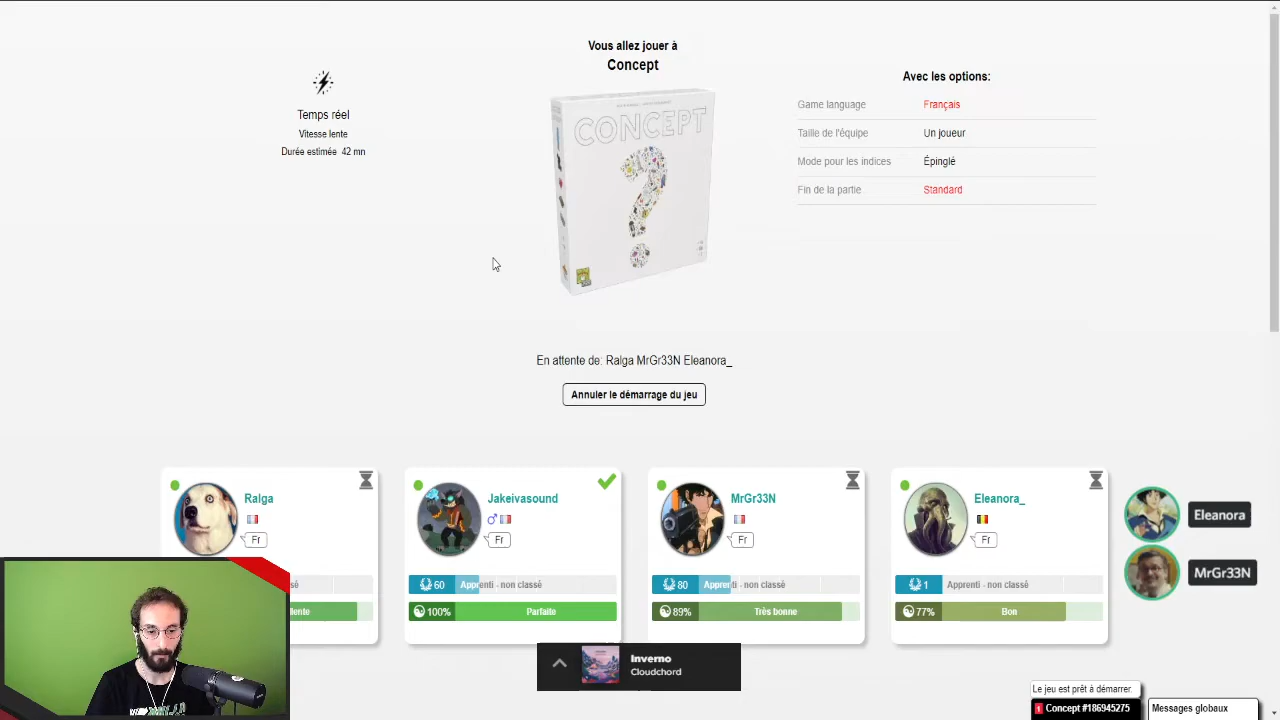 Vous allez jouer à
Concept
Temps réel
Vitesse lente
Durée estimée 42 mn
CONCEPT
Avec les options:
Game language Français
Taille de l'équipe Un joueur
Mode pour les indices Épinglé
Fin de la partie Standard
En attente de: Ralga MrGr33N Eleanora_
Annuler le démarrage du jeu
Ralga
Fr
Jakeivasound
Fr
60 Apprenti - non classé
100% Parfaite
MrGr33N
Fr
80 Apprenti - non classé
89% Très bonne
Eleanora_
Fr
1 Apprenti - non classé
77% Bon
Eleanora
MrGr33N
Inverno
Cloudchord
Le jeu est prêt à démarrer.
1 Concept #186945275
Messages globaux